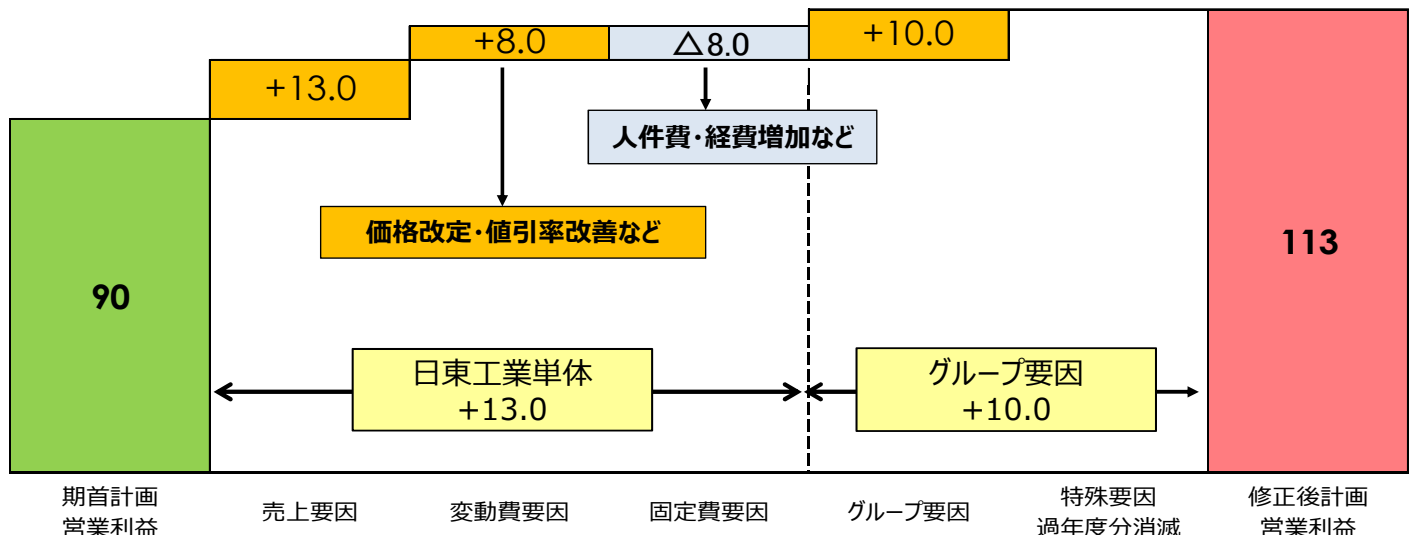 +13.0
+8.0
△8.0
+10.0
人件費・経費増加など
価格改定・値引率改善など
90
113
日東工業単体
+13.0
グループ要因
+10.0
期首計画
営業利益
売上要因
変動費要因
固定費要因
グループ要因
特殊要因
過年度分消滅
修正後計画
営業利益